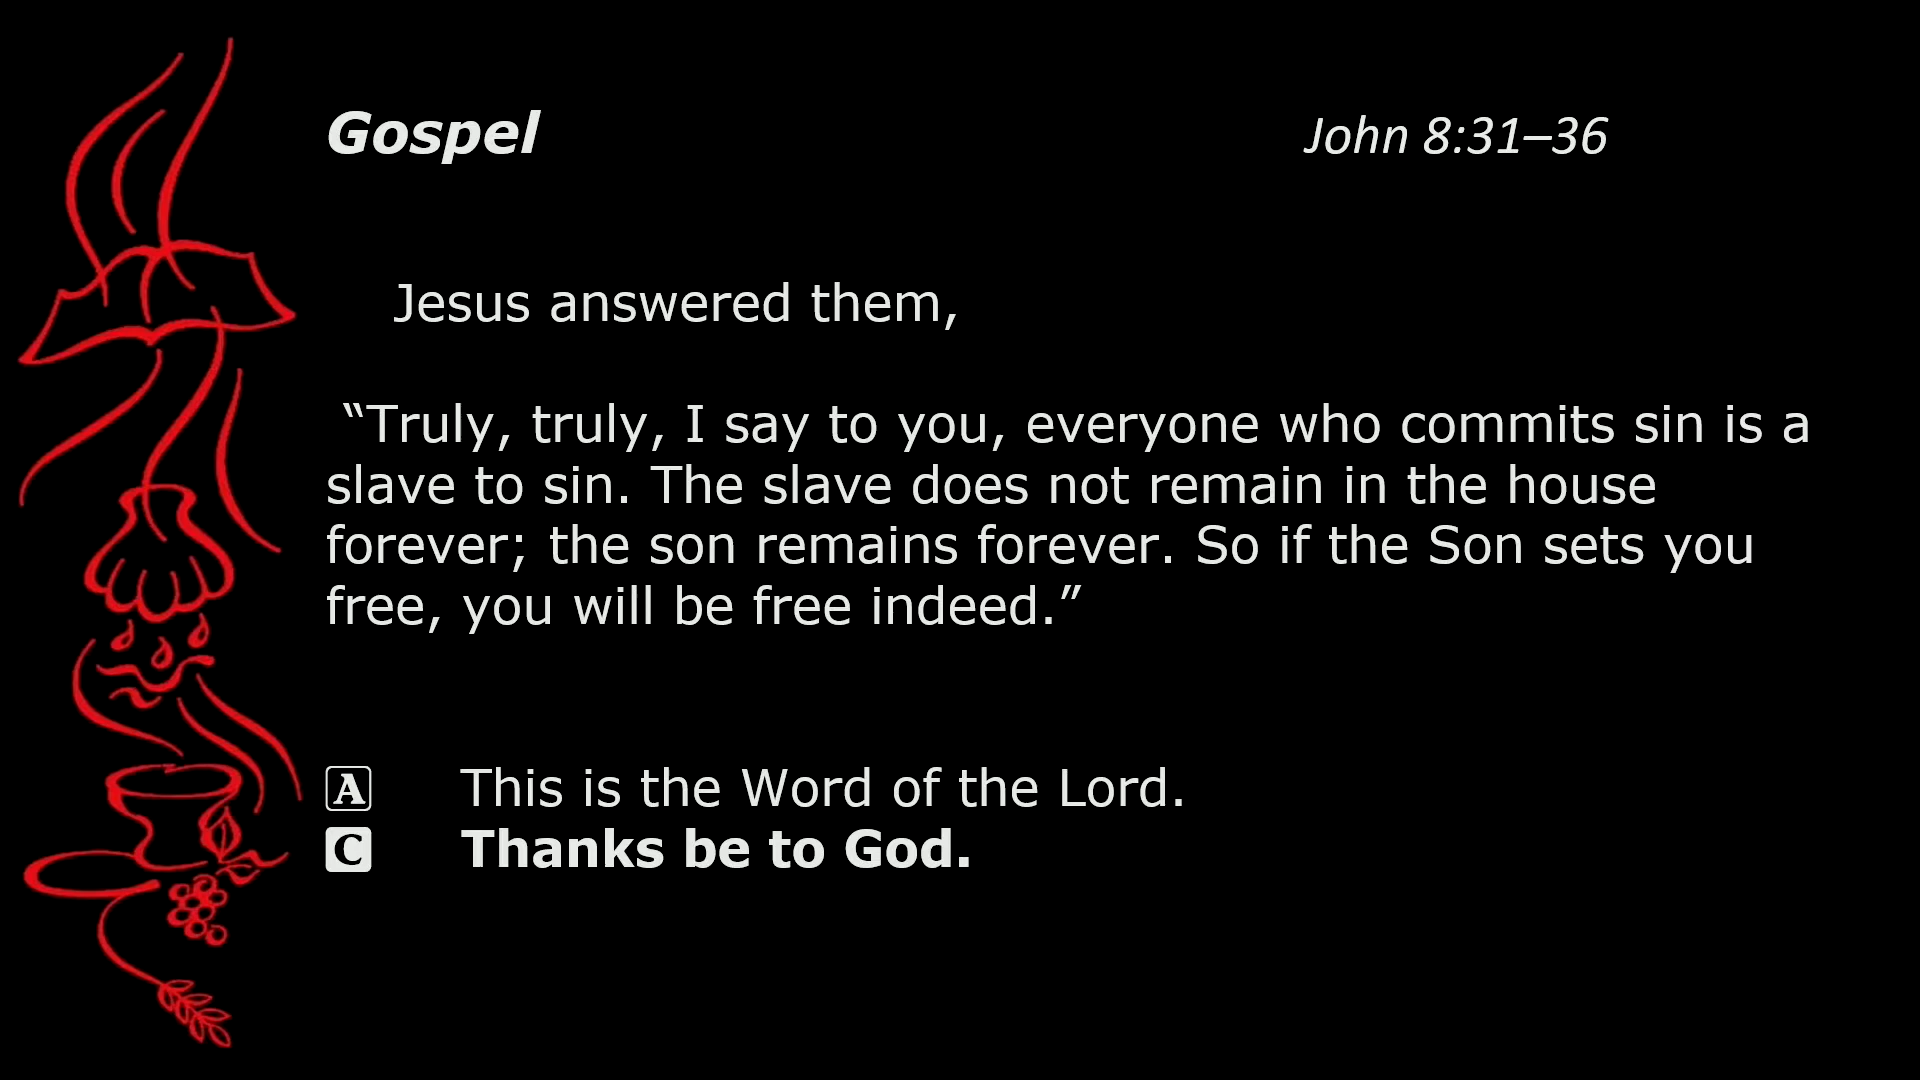 Gospel John 8:31–36
Jesus answered them,
“Truly, truly, I say to you, everyone who commits sin is a
slave to sin. The slave does not remain in the house
forever; the son remains forever. So if the Son sets you
free, you will be free indeed.”
A This is the Word of the Lord.
C Thanks be to God.